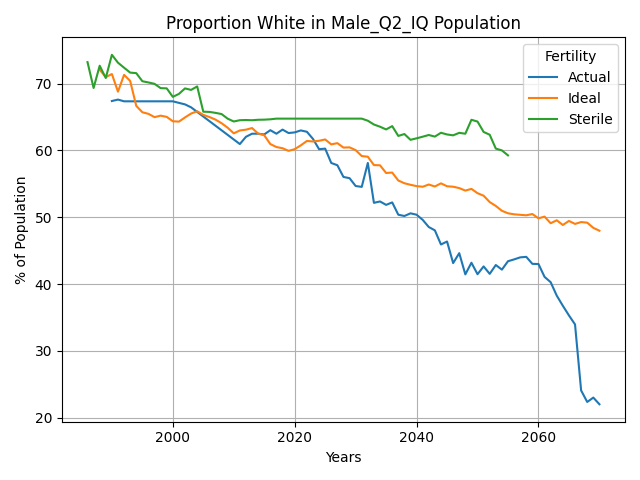 Proportion White in Male_Q2_IQ Population
Fertility
Actual
Ideal
Sterile
% of Population
70
60
50
40
30
20
2000
2020
2040
2060
Years